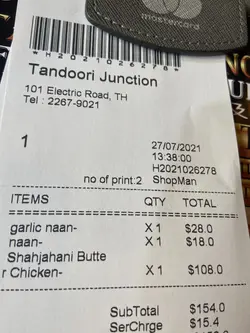 mastercard
*H2021026278*
Tandoori Junction
101 Electric Road, TH
Tel : 2267-9021
1
27/07/2021
13:38:00
H2021026278
no of print:2 ShopMan
ITEMS QTY TOTAL
garlic naan- X 1 $28.0
naan- X 1 $18.0
Shahjahani Butte
r Chicken- X 1 $108.0
SubTotal $154.0
SerChrge $15.4